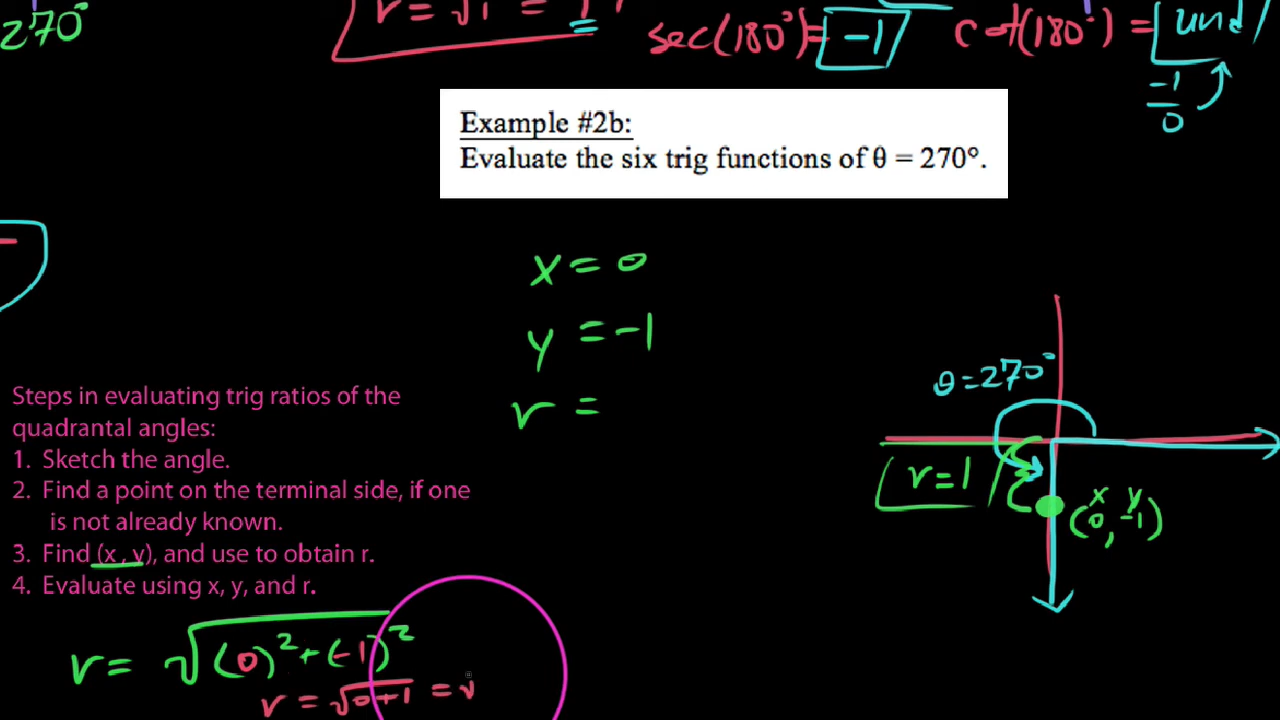 270°
r = √1 = 1
sec(180°) = -1
cot(180°) = und
-1
0
Example #2b:
Evaluate the six trig functions of θ = 270°.
x = 0
y = -1
r =
θ = 270°
r = 1
x y
(0, -1)
Steps in evaluating trig ratios of the
quadrantal angles:
1. Sketch the angle.
2. Find a point on the terminal side, if one
is not already known.
3. Find (x , y), and use to obtain r.
4. Evaluate using x, y, and r.
r = √(0)² + (-1)²
r = √0+1 = √